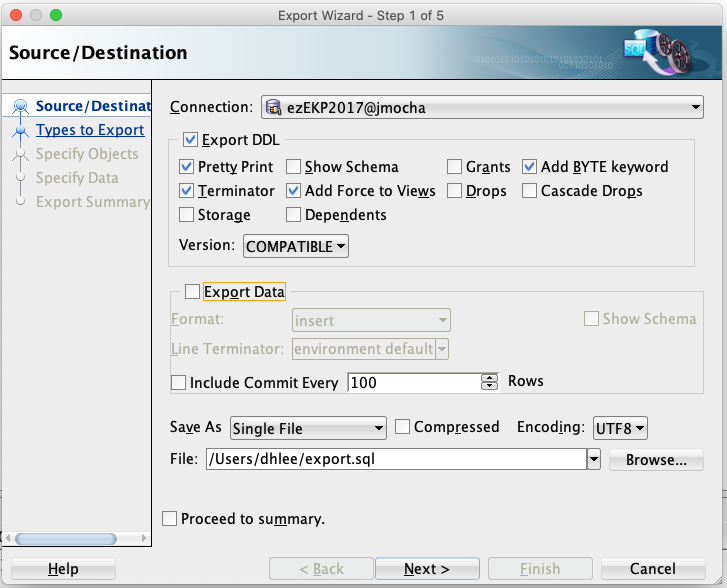 Export Wizard - Step 1 of 5
Source/Destination
SQL
Source/Destinat
Types to Export
Specify Objects
Specify Data
Export Summary
Connection: ezEKP2017@jmocha
Export DDL
Pretty Print Show Schema Grants Add BYTE keyword
Terminator Add Force to Views Drops Cascade Drops
Storage Dependents
Version: COMPATIBLE
Export Data
Format: insert Show Schema
Line Terminator: environment default
Include Commit Every 100 Rows
Save As Single File Compressed Encoding: UTF8
File: /Users/dhlee/export.sql Browse...
Proceed to summary.
Help < Back Next > Finish Cancel